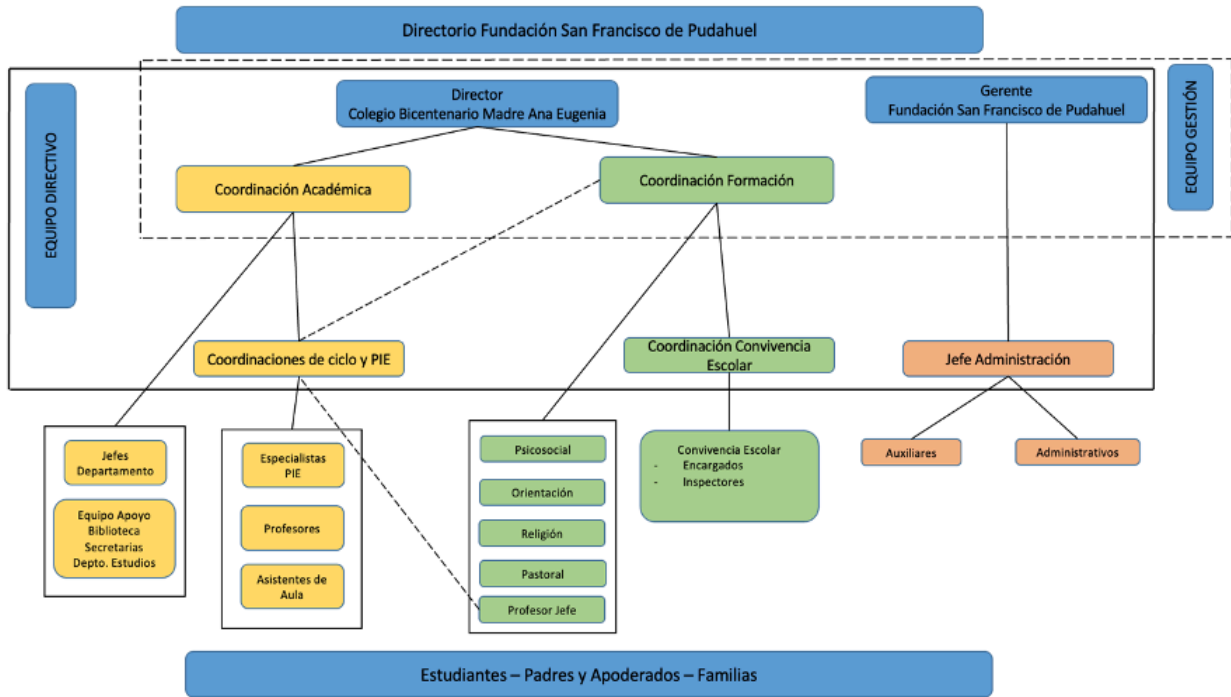 Directorio Fundación San Francisco de Pudahuel
EQUIPO DIRECTIVO
EQUIPO GESTIÓN
Director
Colegio Bicentenario Madre Ana Eugenia
Gerente
Fundación San Francisco de Pudahuel
Coordinación Académica
Coordinación Formación
Coordinaciones de ciclo y PIE
Coordinación Convivencia
Escolar
Jefe Administración
Jefes
Departamento
Equipo Apoyo
Biblioteca
Secretarias
Depto. Estudios
Especialistas
PIE
Profesores
Asistentes de
Aula
Psicosocial
Orientación
Religión
Pastoral
Profesor Jefe
Convivencia Escolar
- Encargados
- Inspectores
Auxiliares
Administrativos
Estudiantes – Padres y Apoderados – Familias